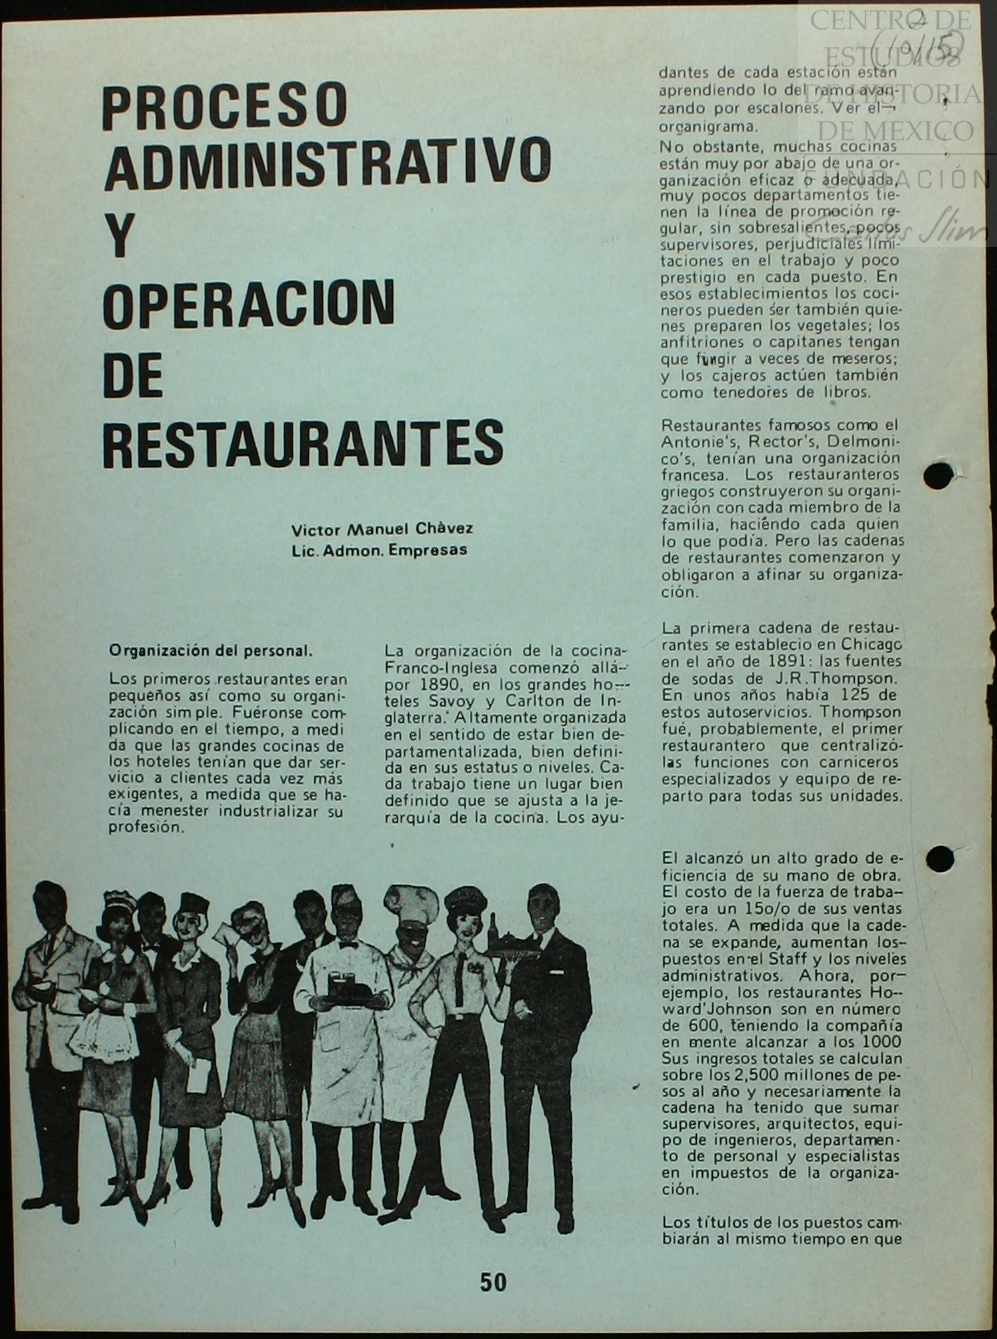 PROCESO
ADMINISTRATIVO
Y
OPERACION
DE
RESTAURANTES
Victor Manuel Chàvez
Lic. Admon. Empresas
Organización del personal.
Los primeros restaurantes eran
pequeños así como su organi-
zación simple. Fuéronse com-
plicando en el tiempo, a medi
da que las grandes cocinas de
los hoteles tenían que dar ser-
vicio a clientes cada vez más
exigentes, a medida que se ha-
cía menester industrializar su
profesión.
La organización de la cocina-
Franco-Inglesa comenzó allá-
por 1890, en los grandes ho--
teles Savoy y Carlton de In-
glaterra. Altamente organizada
en el sentido de estar bien de-
partamentalizada, bien defini-
da en sus estatus o niveles. Ca-
da trabajo tiene un lugar bien
definido que se ajusta a la je-
rarquía de la cocina. Los ayu-
dantes de cada estación están
aprendiendo lo del ramo avan-
zando por escalones. Ver el-
organigrama.
No obstante, muchas cocinas
están muy por abajo de una or-
ganización eficaz o adecuada,
muy pocos departamentos tie-
nen la línea de promoción re-
gular, sin sobresalientes, pocos
supervisores, perjudiciales limi-
taciones en el trabajo y poco
prestigio en cada puesto. En
esos establecimientos los coci-
neros pueden ser también quie-
nes preparen los vegetales; los
anfitriones o capitanes tengan
que fungir a veces de meseros;
y los cajeros actúen también
como tenedores de libros.
Restaurantes famosos como el
Antonie's, Rector's, Delmoni-
co's, tenían una organización
francesa. Los restauranteros
griegos construyeron su organi-
zación con cada miembro de la
familia, haciéndo cada quien
lo que podía. Pero las cadenas
de restaurantes comenzaron y
obligaron a afinar su organiza-
ción.
La primera cadena de restau-
rantes se establecio en Chicago
en el año de 1891: las fuentes
de sodas de J.R.Thompson.
En unos años había 125 de
estos autoservicios. Thompson
fué, probablemente, el primer
restaurantero que centralizó-
las funciones con carniceros
especializados y equipo de re-
parto para todas sus unidades.
El alcanzó un alto grado de e-
ficiencia de su mano de obra.
El costo de la fuerza de traba-
jo era un 15o/o de sus ventas
totales. A medida que la cade-
na se expande, aumentan los-
puestos en el Staff y los niveles
administrativos. Ahora, por-
ejemplo, los restaurantes Ho--
ward Johnson son en número
de 600, teniendo la compañía
en mente alcanzar a los 1000
Sus ingresos totales se calculan
sobre los 2,500 millones de pe-
sos al año y necesariamente la
cadena ha tenido que sumar
supervisores, arquitectos, equi-
po de ingenieros, departamen-
to de personal y especialistas
en impuestos de la organiza-
ción.
Los títulos de los puestos cam-
biarán al mismo tiempo en que
50
CENTRO DE
ESTUDIOS
DE HISTORIA
DE MEXICO
FUNDACIÓN
Carlos Slim
2